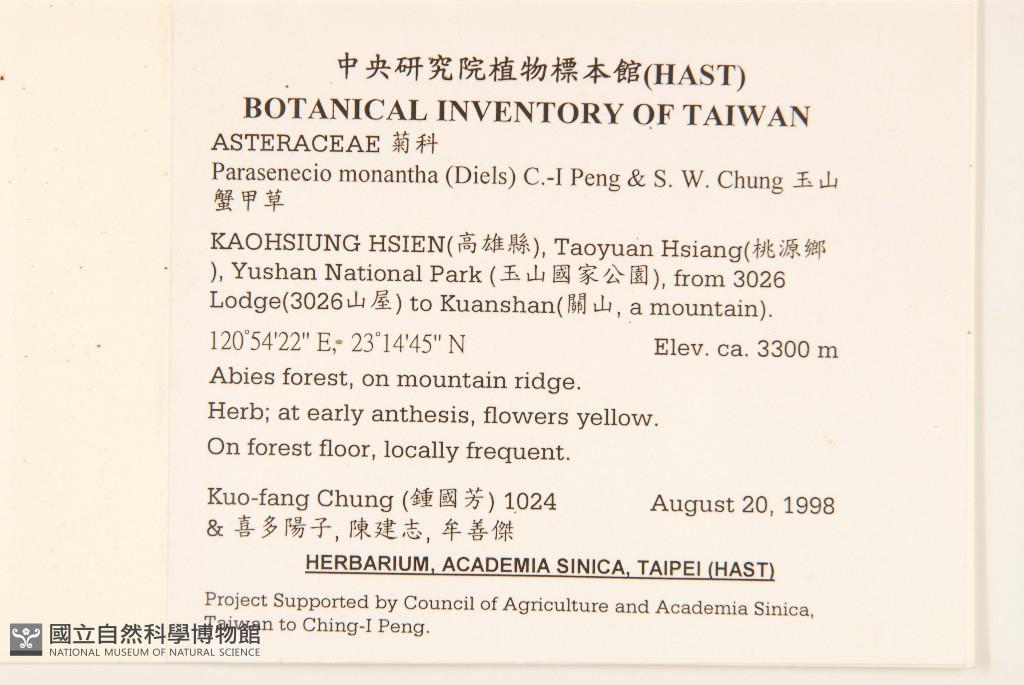 中央研究院植物標本館(HAST)
BOTANICAL INVENTORY OF TAIWAN
ASTERACEAE 菊科
Parasenecio monantha (Diels) C.-I Peng & S. W. Chung 玉山
蟹甲草
KAOHSIUNG HSIEN(高雄縣), Taoyuan Hsiang(桃源鄉
), Yushan National Park (玉山國家公園), from 3026
Lodge(3026山屋) to Kuanshan(關山, a mountain).
120°54'22" E, 23°14'45" N Elev. ca. 3300 m
Abies forest, on mountain ridge.
Herb; at early anthesis, flowers yellow.
On forest floor, locally frequent.
Kuo-fang Chung (鍾國芳) 1024 August 20, 1998
& 喜多陽子, 陳建志, 牟善傑
HERBARIUM, ACADEMIA SINICA, TAIPEI (HAST)
Project Supported by Council of Agriculture and Academia Sinica,
Taiwan to Ching-I Peng.
國立自然科學博物館
NATIONAL MUSEUM OF NATURAL SCIENCE